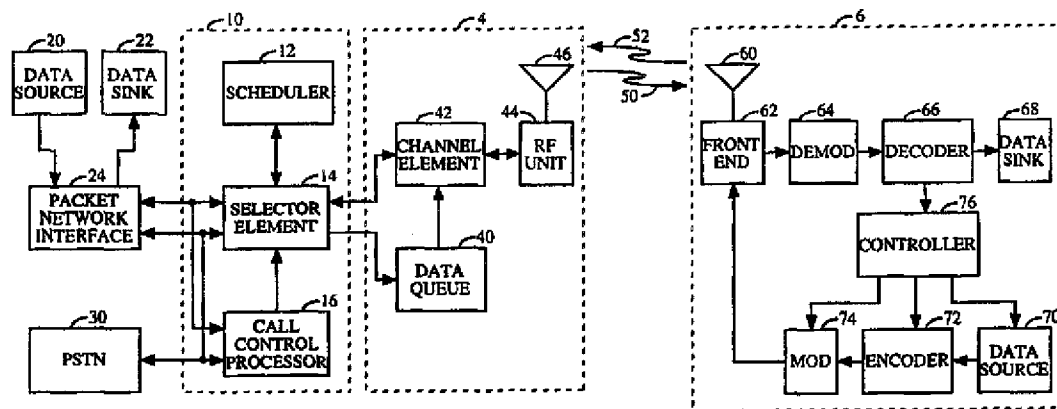 10
4
6
20
22
DATA
SOURCE
DATA
SINK
12
SCHEDULER
52
50
46
60
42
CHANNEL
ELEMENT
44
RF
UNIT
62
FRONT
END
64
DEMOD
66
DECODER
68
DATA
SINK
24
PACKET
NETWORK
INTERFACE
14
SELECTOR
ELEMENT
40
DATA
QUEUE
76
CONTROLLER
30
PSTN
16
CALL
CONTROL
PROCESSOR
74
MOD
72
ENCODER
70
DATA
SOURCE